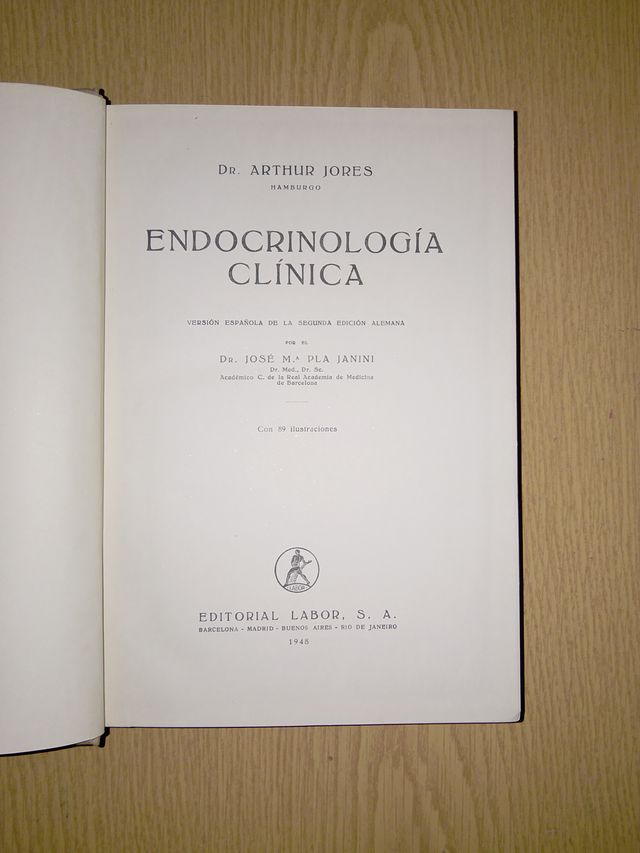 Dr. ARTHUR JORES
HAMBURGO
ENDOCRINOLOGÍA
CLÍNICA
VERSIÓN ESPAÑOLA DE LA SEGUNDA EDICIÓN ALEMANA
POR EL
Dr. JOSÉ M.ª PLA JANINI
Dr. Med., Dr. Sc.
Académico C. de la Real Academia de Medicina
de Barcelona
Con 89 ilustraciones
LABOR
EDITORIAL LABOR, S. A.
BARCELONA - MADRID - BUENOS AIRES - RIO DE JANEIRO
1948